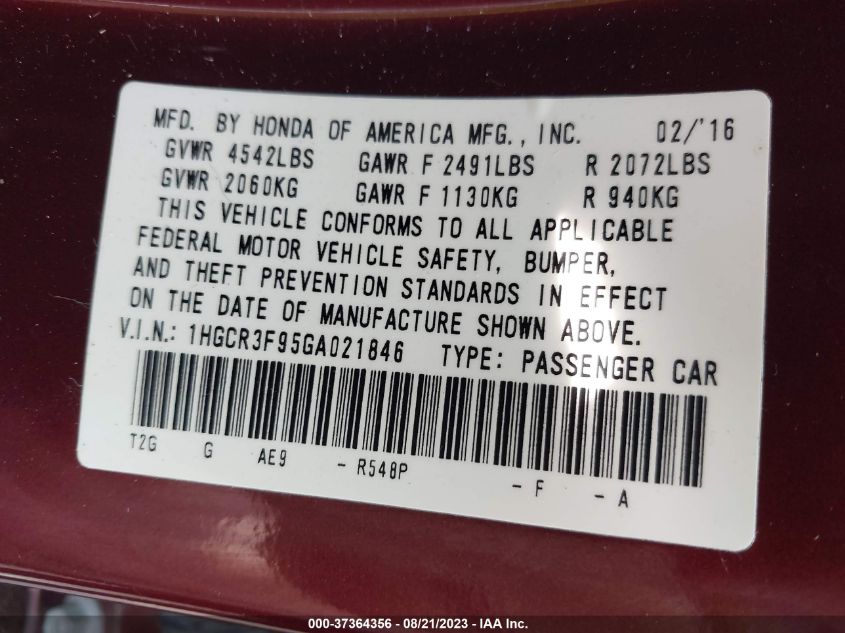 MFD. BY HONDA OF AMERICA MFG., INC. 02/'16
GVWR 4542LBS GAWR F 2491LBS R 2072LBS
GVWR 2060KG GAWR F 1130KG R 940KG
THIS VEHICLE CONFORMS TO ALL APPLICABLE
FEDERAL MOTOR VEHICLE SAFETY, BUMPER,
AND THEFT PREVENTION STANDARDS IN EFFECT
ON THE DATE OF MANUFACTURE SHOWN ABOVE.
V.I.N.: 1HGCR3F95GA021846 TYPE: PASSENGER CAR
T2G G AE9 - R548P - F - A
000-37364356 - 08/21/2023 - IAA Inc.